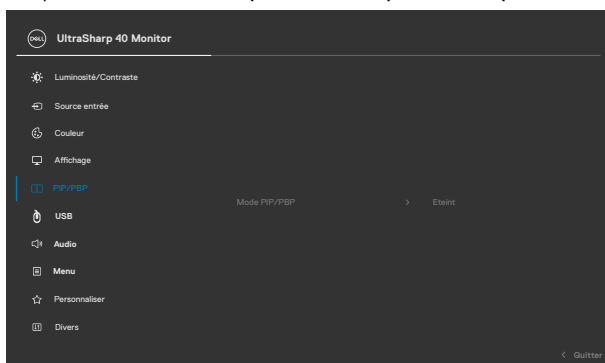 DELL UltraSharp 40 Monitor
Luminosité/Contraste
Source entrée
Couleur
Affichage
PIP/PBP
Mode PIP/PBP > Eteint
USB
Audio
Menu
Personnaliser
Divers
< Quitter